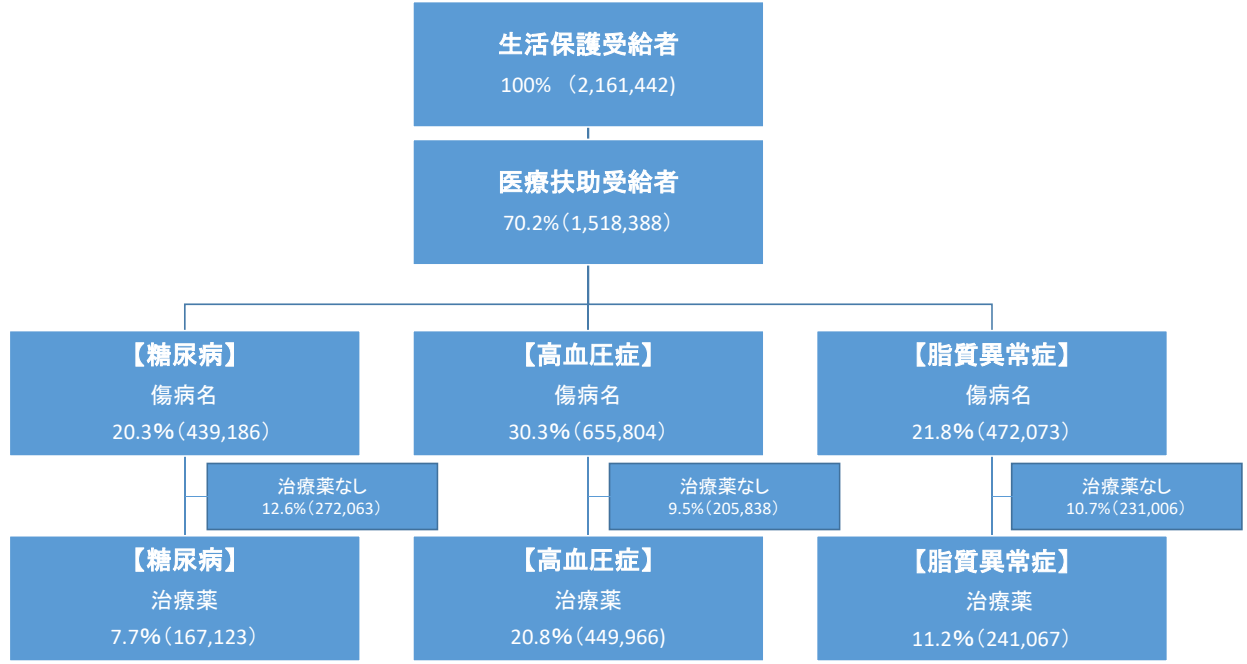 生活保護受給者
100% （2,161,442)
医療扶助受給者
70.2%（1,518,388）
【糖尿病】
傷病名
20.3%（439,186）
【高血圧症】
傷病名
30.3%（655,804）
【脂質異常症】
傷病名
21.8%（472,073）
治療薬なし
12.6%（272,063）
治療薬なし
9.5%（205,838）
治療薬なし
10.7%（231,006）
【糖尿病】
治療薬
7.7%（167,123）
【高血圧症】
治療薬
20.8%（449,966)
【脂質異常症】
治療薬
11.2%（241,067）